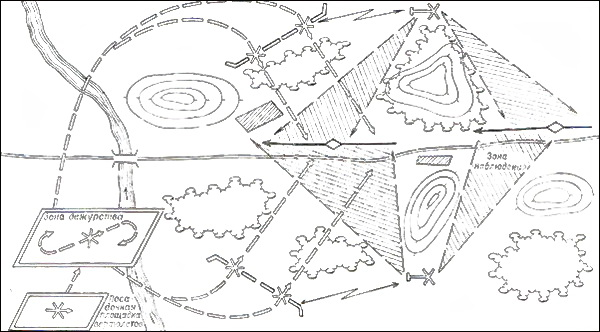 Зона
наблюдения
Зона дежурства
Поса
дочная
площадка
вертолетов